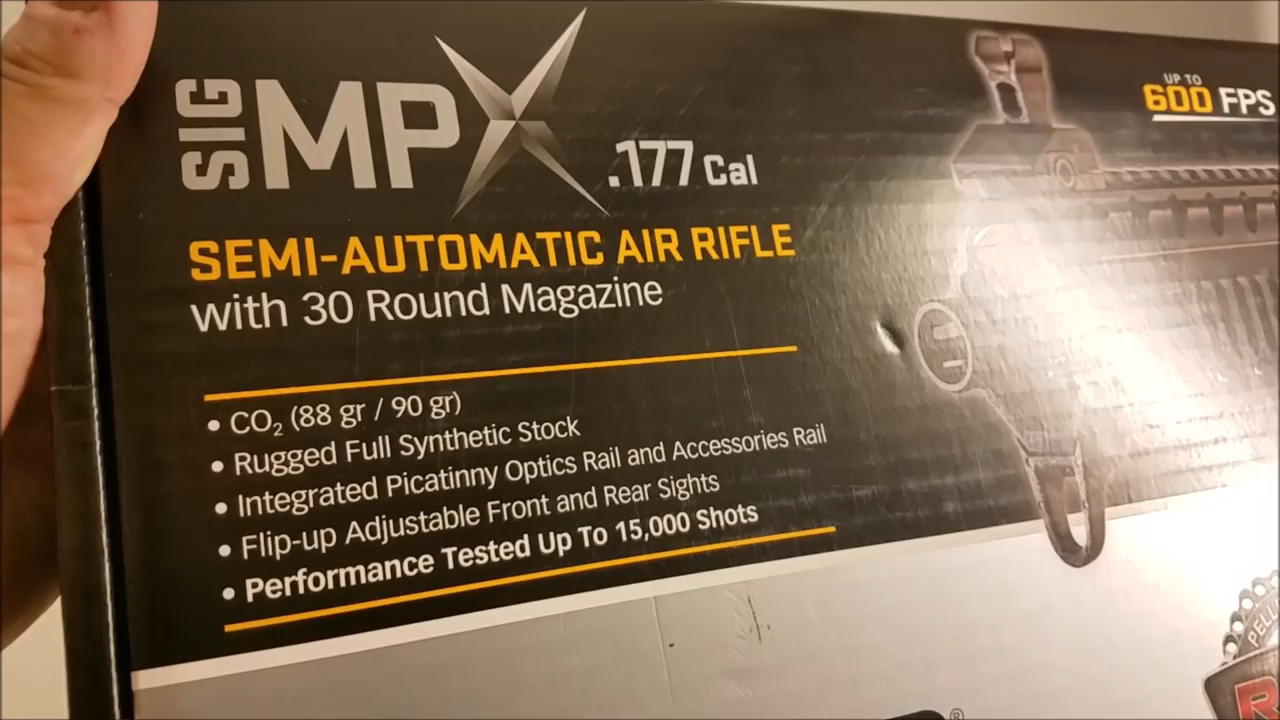 SIG MPX .177 Cal
UP TO
600 FPS
SEMI-AUTOMATIC AIR RIFLE
with 30 Round Magazine
• CO₂ (88 gr / 90 gr)
• Rugged Full Synthetic Stock
• Integrated Picatinny Optics Rail and Accessories Rail
• Flip-up Adjustable Front and Rear Sights
• Performance Tested Up To 15,000 Shots
®